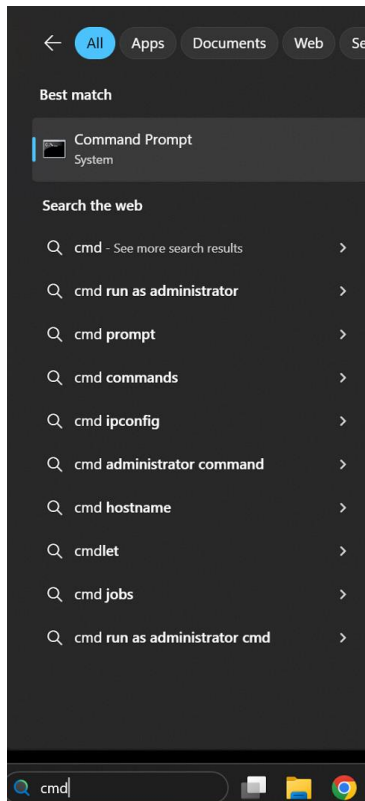 All Apps Documents Web Se
Best match
Command Prompt
System
Search the web
cmd - See more search results
cmd run as administrator
cmd prompt
cmd commands
cmd ipconfig
cmd administrator command
cmd hostname
cmdlet
cmd jobs
cmd run as administrator cmd
cmd